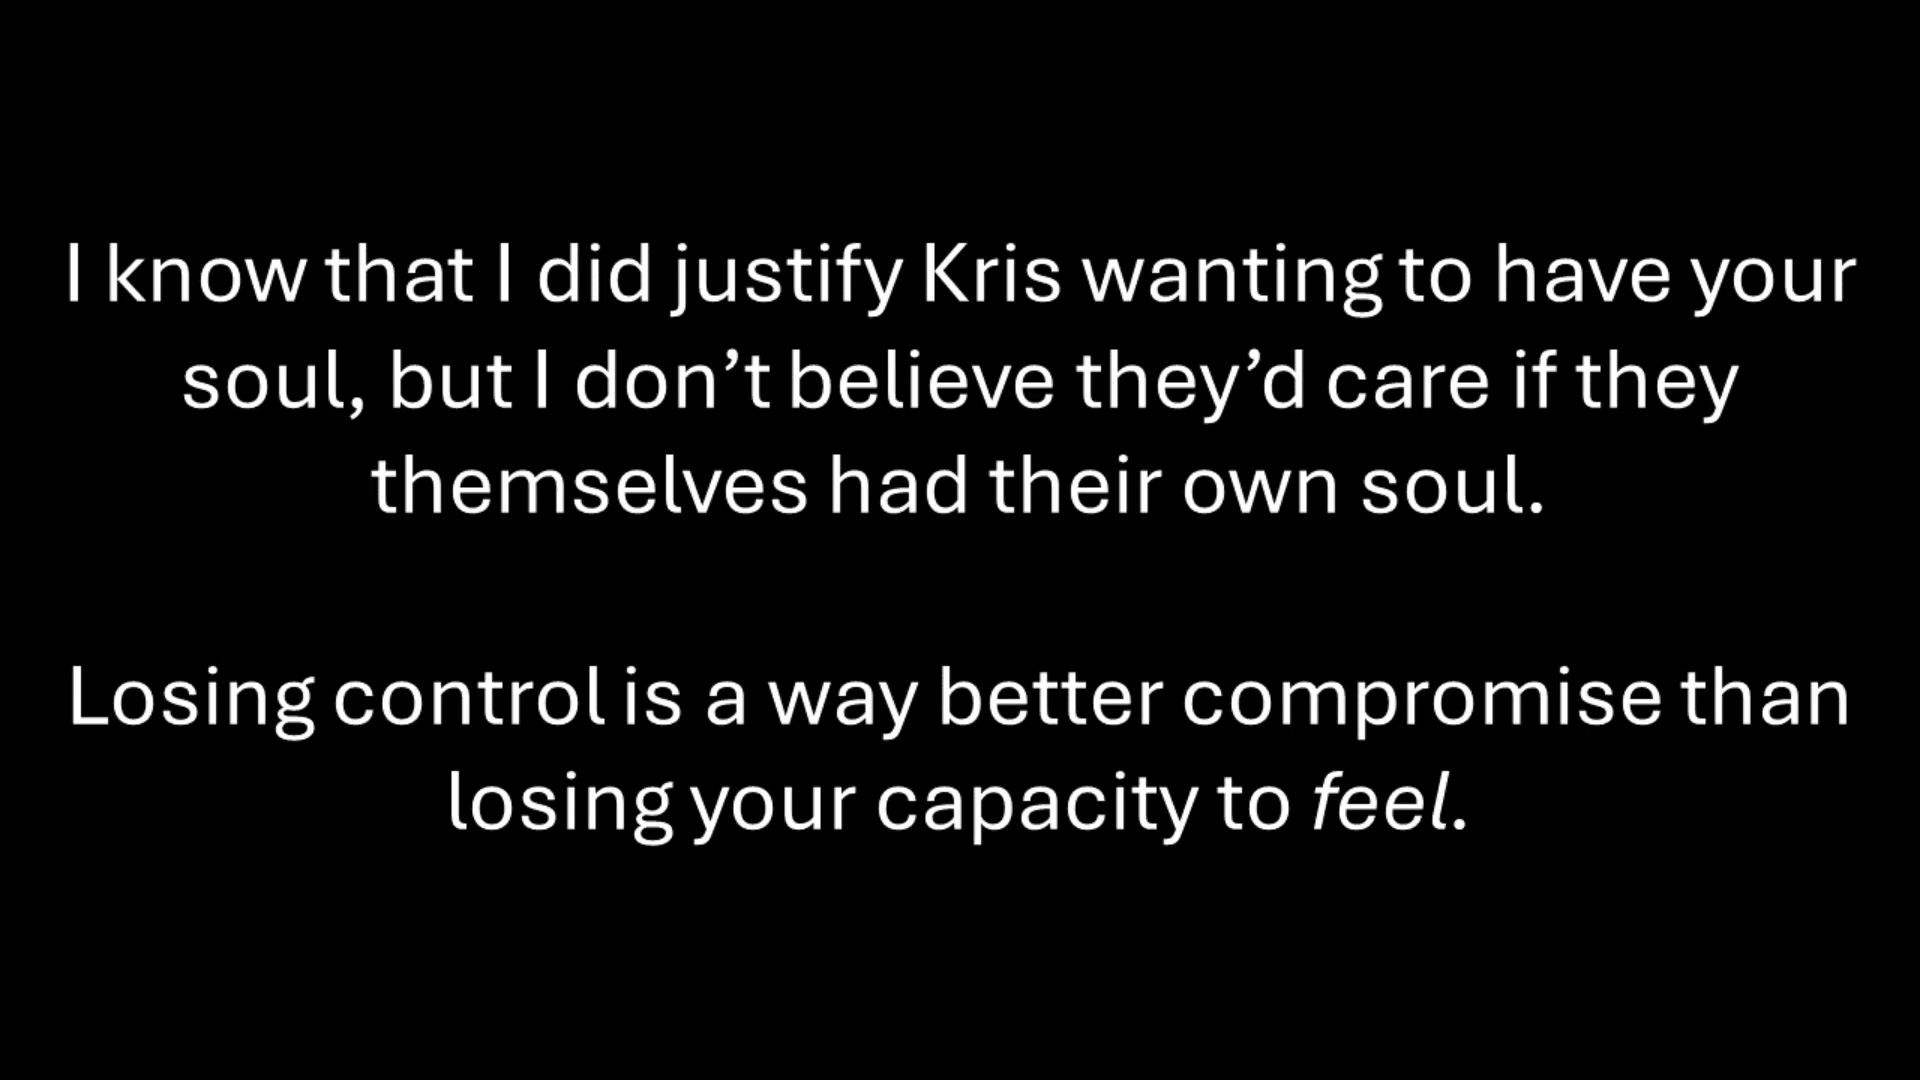 I know that I did justify Kris wanting to have your
soul, but I don’t believe they’d care if they
themselves had their own soul.
Losing control is a way better compromise than
losing your capacity to feel.